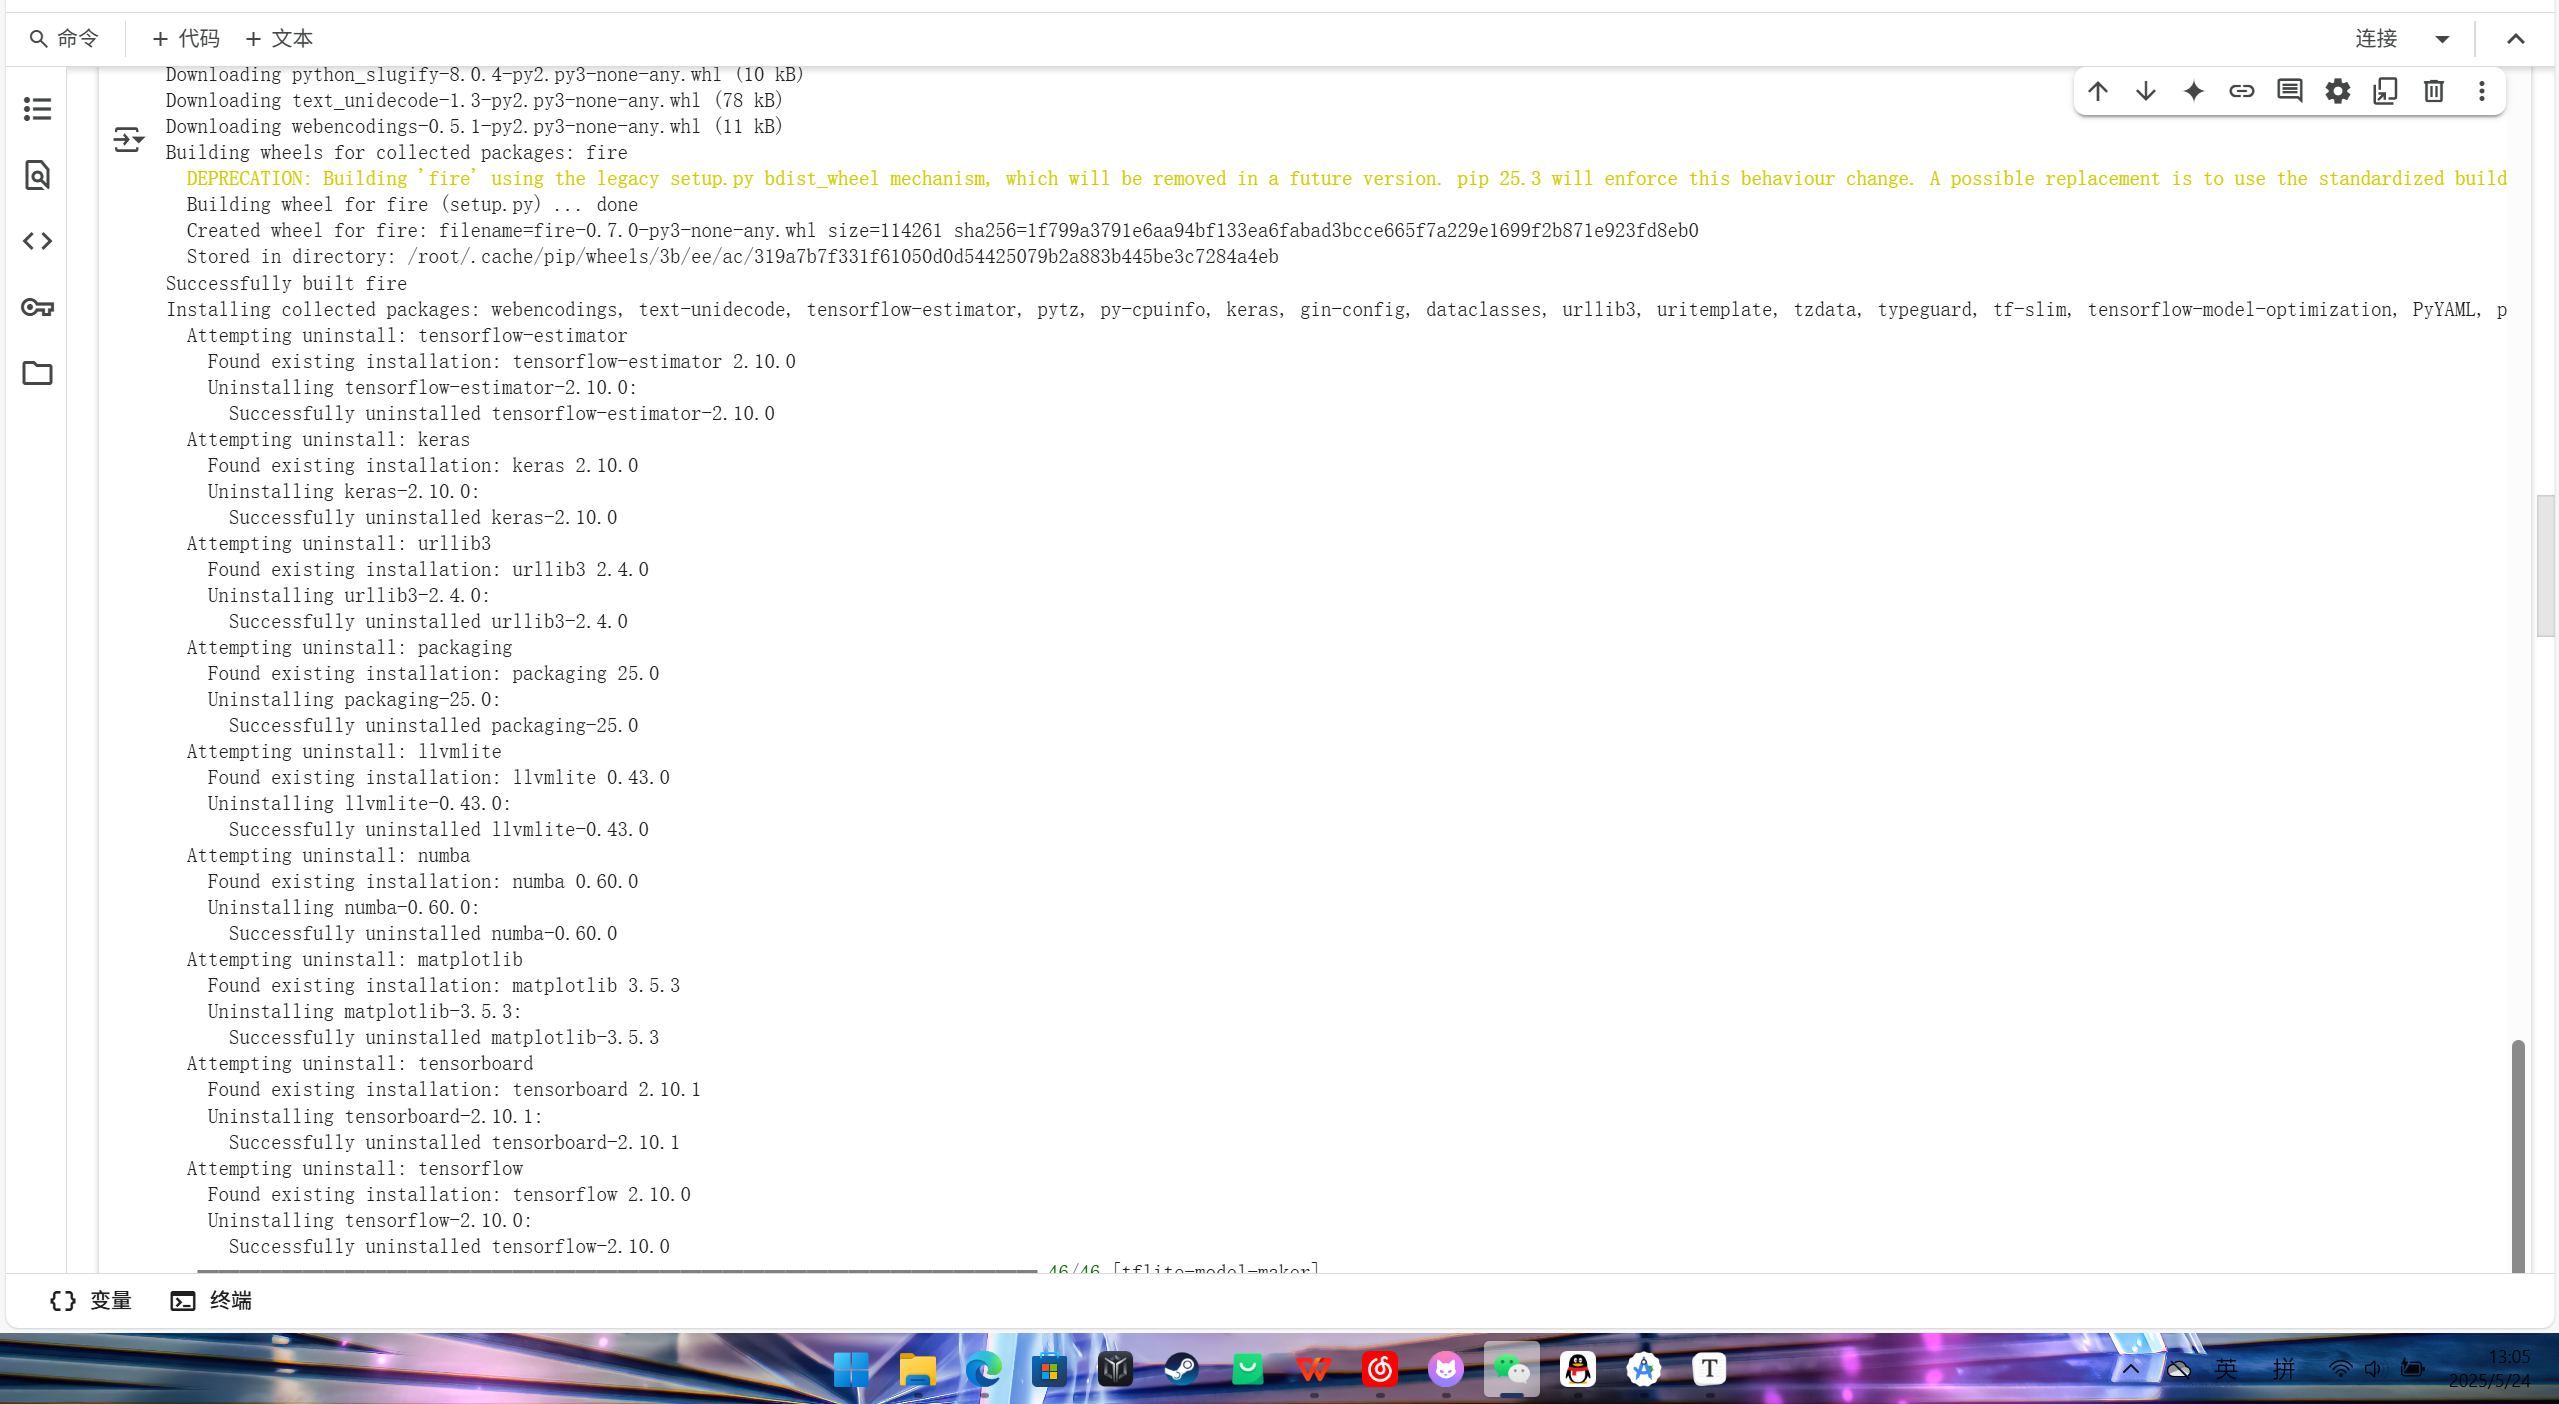 命令
代码
文本
连接
Downloading python_slugify-8.0.4-py2.py3-none-any.whl (10 kB)
Downloading text_unidecode-1.3-py2.py3-none-any.whl (78 kB)
Downloading webencodings-0.5.1-py2.py3-none-any.whl (11 kB)
Building wheels for collected packages: fire
DEPRECATION: Building 'fire' using the legacy setup.py bdist_wheel mechanism, which will be removed in a future version. pip 25.3 will enforce this behaviour change. A possible replacement is to use the standardized build
Building wheel for fire (setup.py) ... done
Created wheel for fire: filename=fire-0.7.0-py3-none-any.whl size=114261 sha256=1f799a3791e6aa94bf133ea6fabad3bcce665f7a229e1699f2b871e923fd8eb0
Stored in directory: /root/.cache/pip/wheels/3b/ee/ac/319a7b7f331f61050d0d54425079b2a883b445be3c7284a4eb
Successfully built fire
Installing collected packages: webencodings, text-unidecode, tensorflow-estimator, pytz, py-cpuinfo, keras, gin-config, dataclasses, urllib3, uritemplate, tzdata, typeguard, tf-slim, tensorflow-model-optimization, PyYAML, p
Attempting uninstall: tensorflow-estimator
Found existing installation: tensorflow-estimator 2.10.0
Uninstalling tensorflow-estimator-2.10.0:
Successfully uninstalled tensorflow-estimator-2.10.0
Attempting uninstall: keras
Found existing installation: keras 2.10.0
Uninstalling keras-2.10.0:
Successfully uninstalled keras-2.10.0
Attempting uninstall: urllib3
Found existing installation: urllib3 2.4.0
Uninstalling urllib3-2.4.0:
Successfully uninstalled urllib3-2.4.0
Attempting uninstall: packaging
Found existing installation: packaging 25.0
Uninstalling packaging-25.0:
Successfully uninstalled packaging-25.0
Attempting uninstall: llvmlite
Found existing installation: llvmlite 0.43.0
Uninstalling llvmlite-0.43.0:
Successfully uninstalled llvmlite-0.43.0
Attempting uninstall: numba
Found existing installation: numba 0.60.0
Uninstalling numba-0.60.0:
Successfully uninstalled numba-0.60.0
Attempting uninstall: matplotlib
Found existing installation: matplotlib 3.5.3
Uninstalling matplotlib-3.5.3:
Successfully uninstalled matplotlib-3.5.3
Attempting uninstall: tensorboard
Found existing installation: tensorboard 2.10.1
Uninstalling tensorboard-2.10.1:
Successfully uninstalled tensorboard-2.10.1
Attempting uninstall: tensorflow
Found existing installation: tensorflow 2.10.0
Uninstalling tensorflow-2.10.0:
Successfully uninstalled tensorflow-2.10.0
46/46 [tflite-model-maker]
变量
终端
英
拼
13:05
2025/5/24